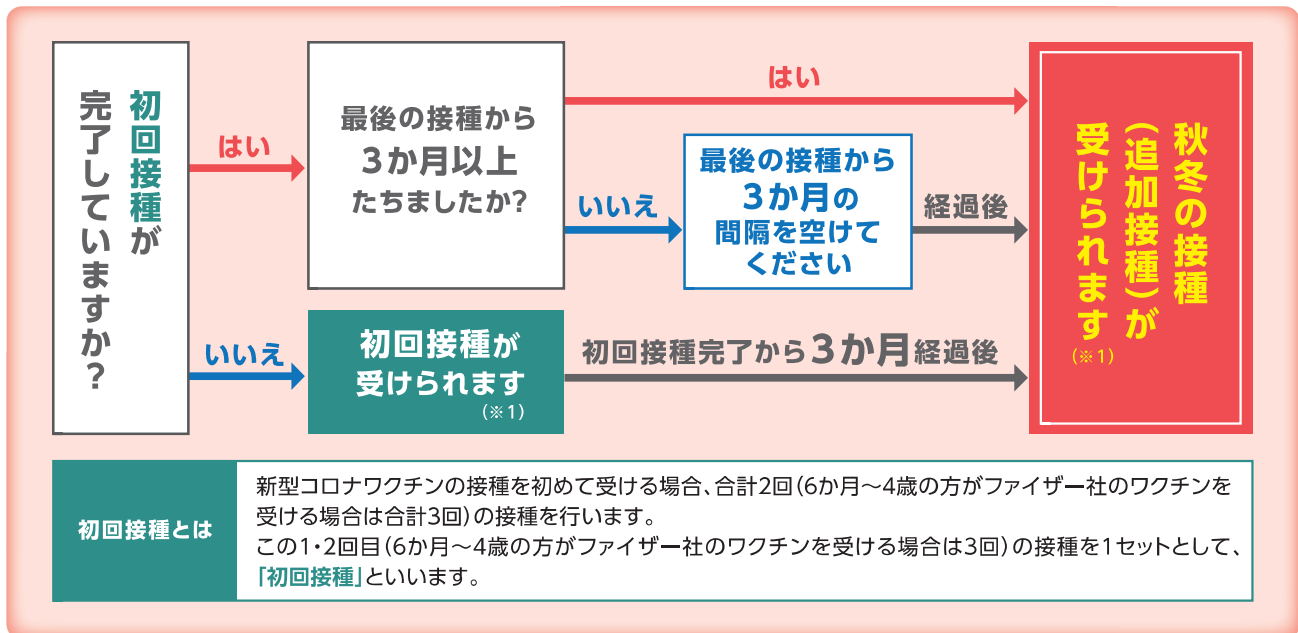 初回接種が
完了していますか？
はい
最後の接種から
3か月以上
たちましたか?
はい
いいえ
最後の接種から
3か月の
間隔を空けて
ください
経過後
いいえ
初回接種が
受けられます
(※1)
初回接種完了から3か月経過後
秋冬の接種
(追加接種)が
受けられます
(※1)
初回接種とは
新型コロナワクチンの接種を初めて受ける場合、合計2回(6か月～4歳の方がファイザー社のワクチンを
受ける場合は合計3回)の接種を行います。
この1・2回目(6か月～4歳の方がファイザー社のワクチンを受ける場合は3回)の接種を1セットとして、
「初回接種」といいます。